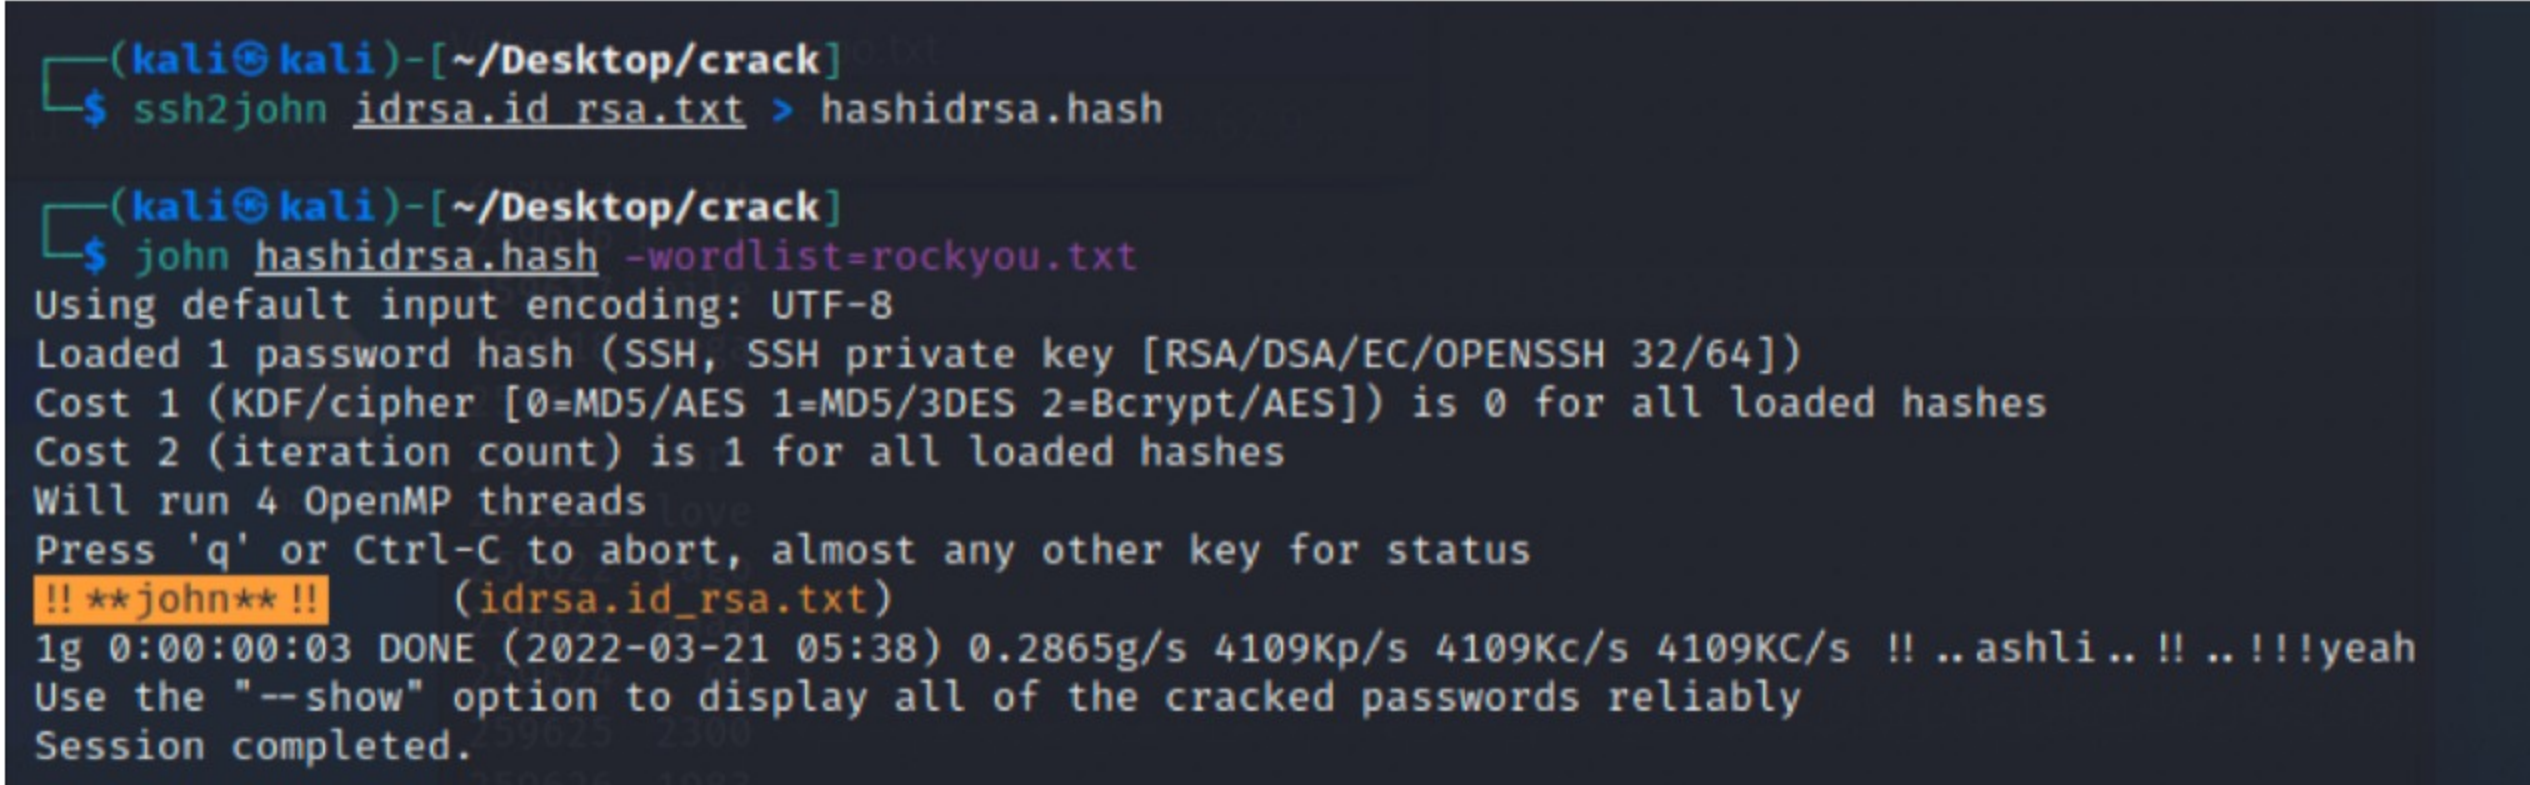 ┌──(kali㉿kali)-[~/Desktop/crack]
└─$ ssh2john idrsa.id_rsa.txt > hashidrsa.hash
┌──(kali㉿kali)-[~/Desktop/crack]
└─$ john hashidrsa.hash -wordlist=rockyou.txt
Using default input encoding: UTF-8
Loaded 1 password hash (SSH, SSH private key [RSA/DSA/EC/OPENSSH 32/64])
Cost 1 (KDF/cipher [0=MD5/AES 1=MD5/3DES 2=Bcrypt/AES]) is 0 for all loaded hashes
Cost 2 (iteration count) is 1 for all loaded hashes
Will run 4 OpenMP threads
Press 'q' or Ctrl-C to abort, almost any other key for status
!!**john**!! (idrsa.id_rsa.txt)
1g 0:00:00:03 DONE (2022-03-21 05:38) 0.2865g/s 4109Kp/s 4109Kc/s 4109KC/s !!..ashli..!!..!!!yeah
Use the "--show" option to display all of the cracked passwords reliably
Session completed.